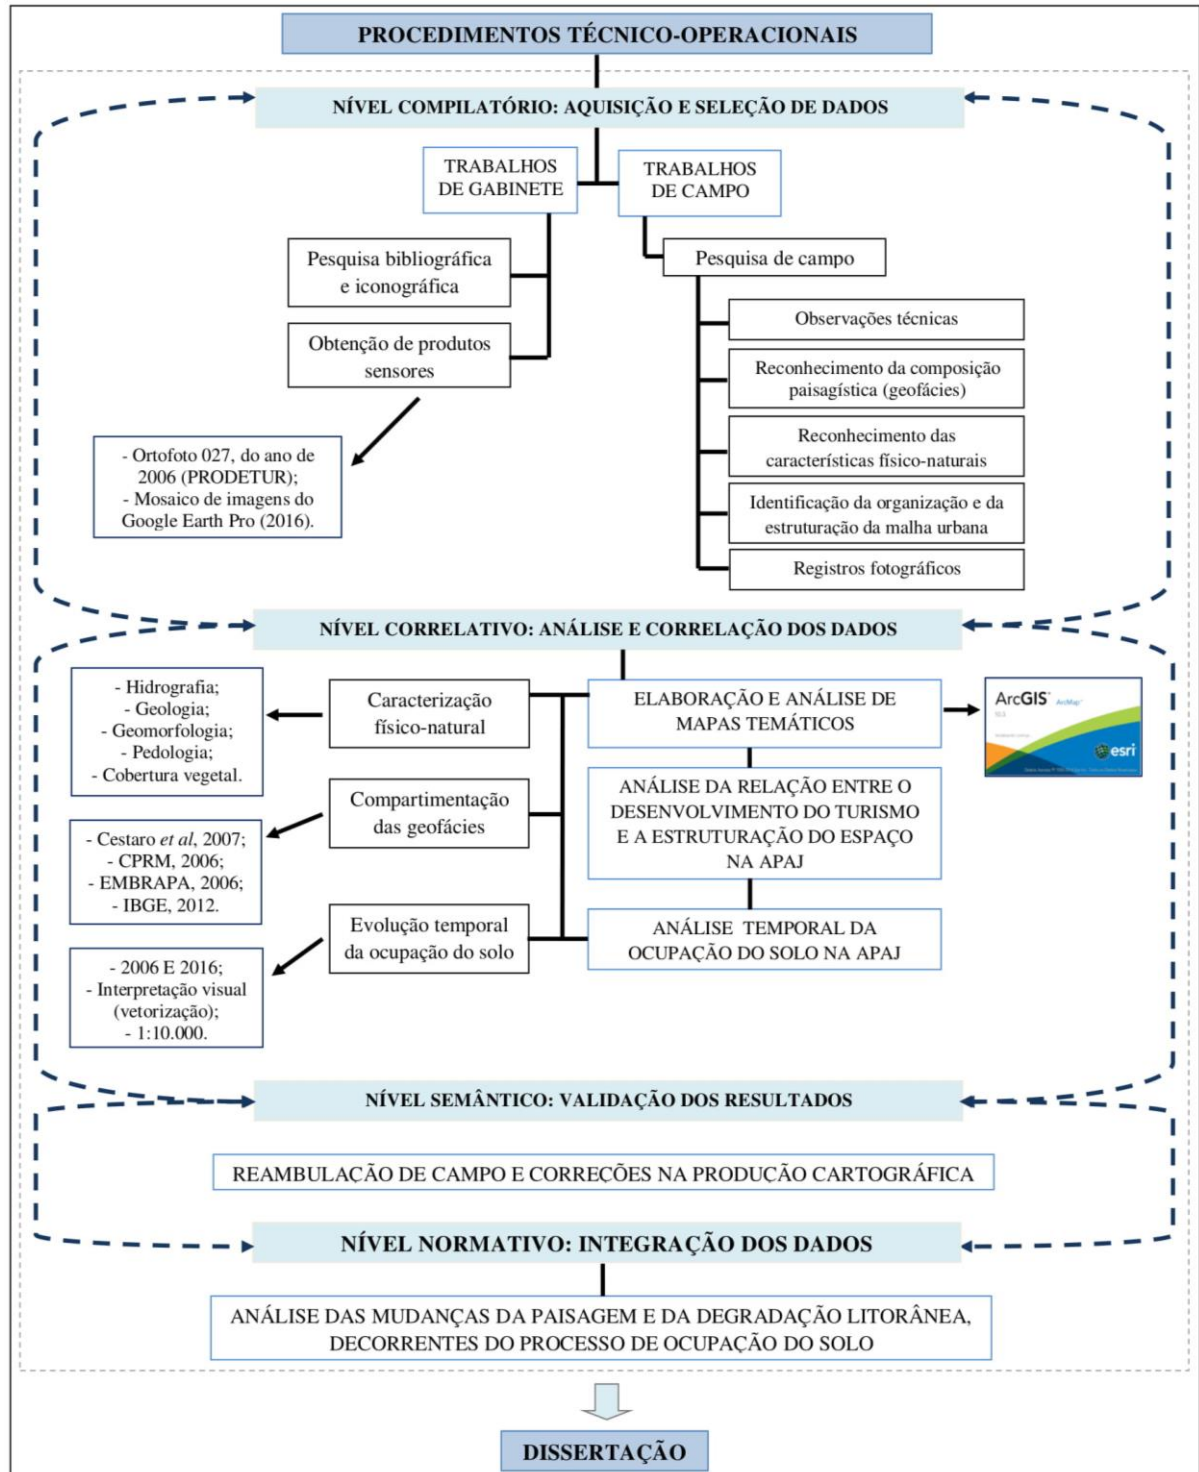 PROCEDIMENTOS TÉCNICO-OPERACIONAIS
NÍVEL COMPILATÓRIO: AQUISIÇÃO E SELEÇÃO DE DADOS
TRABALHOS
DE GABINETE
TRABALHOS
DE CAMPO
Pesquisa bibliográfica
e iconográfica
Obtenção de produtos
sensores
- Ortofoto 027, do ano de
2006 (PRODETUR);
- Mosaico de imagens do
Google Earth Pro (2016).
Pesquisa de campo
Observações técnicas
Reconhecimento da composição
paisagística (geofácies)
Reconhecimento das
características físico-naturais
Identificação da organização e da
estruturação da malha urbana
Registros fotográficos
NÍVEL CORRELATIVO: ANÁLISE E CORRELAÇÃO DOS DADOS
- Hidrografia;
- Geologia;
- Geomorfologia;
- Pedologia;
- Cobertura vegetal.
Caracterização
físico-natural
ELABORAÇÃO E ANÁLISE DE
MAPAS TEMÁTICOS
ArcGIS™ ArcMap™
esri
- Cestaro et al, 2007;
- CPRM, 2006;
- EMBRAPA, 2006;
- IBGE, 2012.
Compartimentação
das geofácies
ANÁLISE DA RELAÇÃO ENTRE O
DESENVOLVIMENTO DO TURISMO
E A ESTRUTURAÇÃO DO ESPAÇO
NA APAJ
- 2006 E 2016;
- Interpretação visual
(vetorização);
- 1:10.000.
Evolução temporal
da ocupação do solo
ANÁLISE TEMPORAL DA
OCUPAÇÃO DO SOLO NA APAJ
NÍVEL SEMÂNTICO: VALIDAÇÃO DOS RESULTADOS
REAMBULAÇÃO DE CAMPO E CORREÇÕES NA PRODUÇÃO CARTOGRÁFICA
NÍVEL NORMATIVO: INTEGRAÇÃO DOS DADOS
ANÁLISE DAS MUDANÇAS DA PAISAGEM E DA DEGRADAÇÃO LITORÂNEA,
DECORRENTES DO PROCESSO DE OCUPAÇÃO DO SOLO
DISSERTAÇÃO